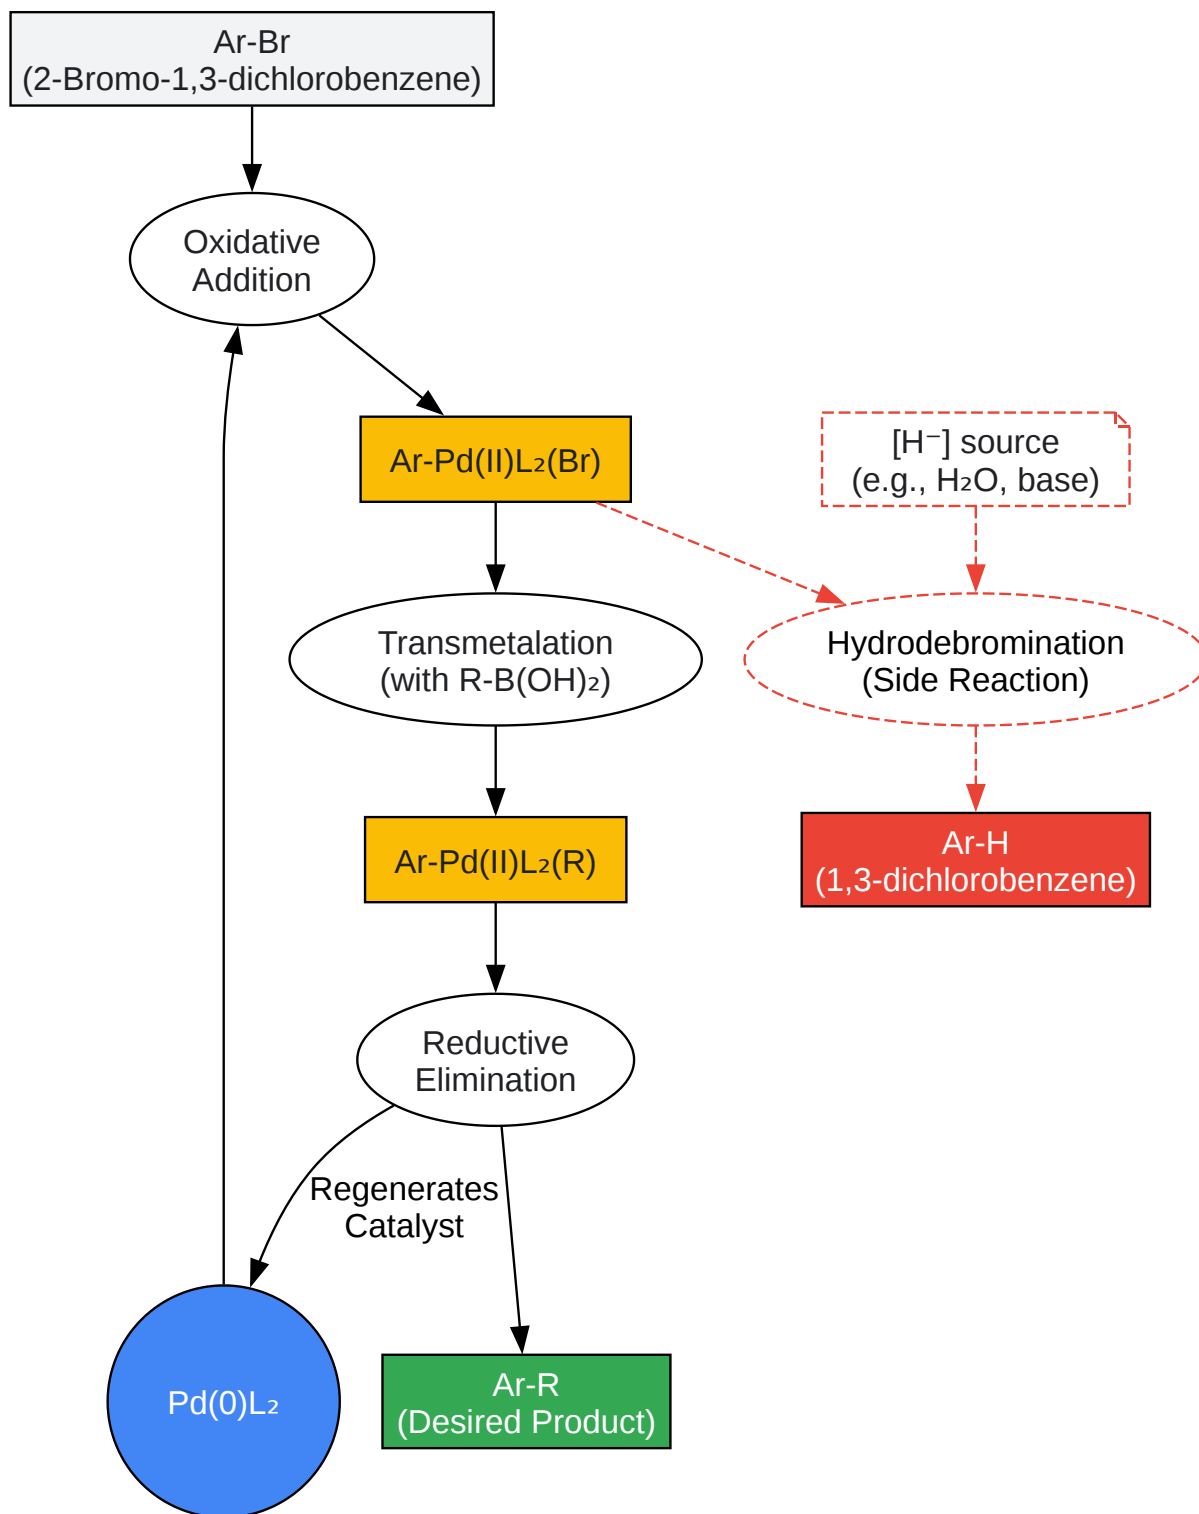 Ar-Br
(2-Bromo-1,3-dichlorobenzene)
Oxidative
Addition
Ar-Pd(II)L₂(Br)
[H⁻] source
(e.g., H₂O, base)
Transmetalation
(with R-B(OH)₂)
Hydrodebromination
(Side Reaction)
Ar-Pd(II)L₂(R)
Ar-H
(1,3-dichlorobenzene)
Reductive
Elimination
Regenerates
Catalyst
Pd(0)L₂
Ar-R
(Desired Product)